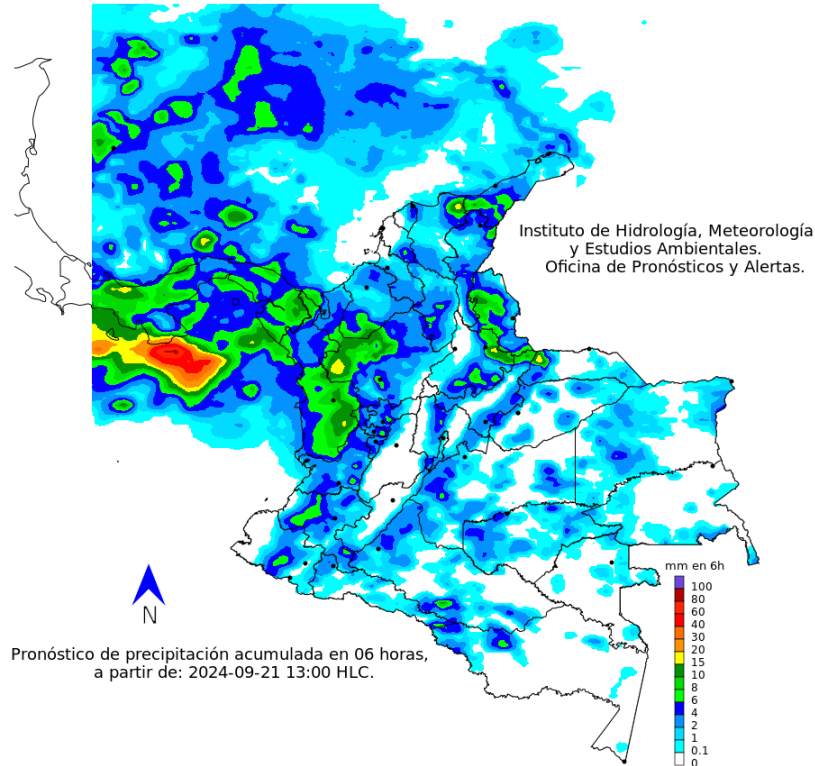 Instituto de Hidrología, Meteorología
y Estudios Ambientales.
Oficina de Pronósticos y Alertas.
mm en 6h
100
80
60
40
30
20
15
10
8
6
4
2
1
0.1
0
N
Pronóstico de precipitación acumulada en 06 horas,
a partir de: 2024-09-21 13:00 HLC.